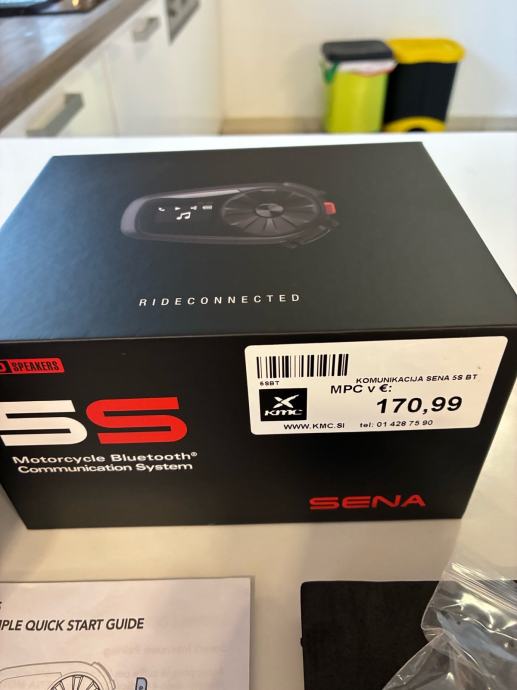 RIDECONNECTED
SPEAKERS
5S
Motorcycle Bluetooth®
Communication System
5SBT
KOMUNIKACIJA SENA 5S BT
MPC v €:
KMC
170,99
WWW.KMC.SI tel: 01 428 75 90
SENA
QUICK START GUIDE